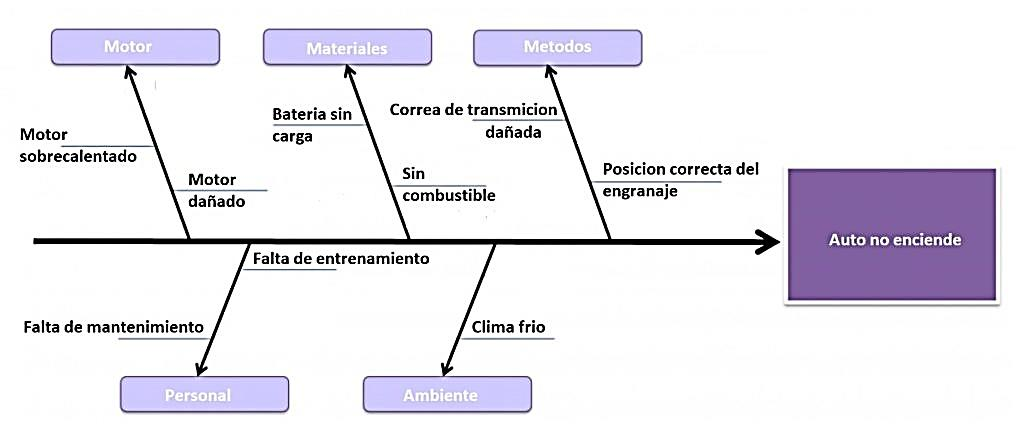 Motor
Materiales
Metodos
Motor
sobrecalentado
Motor
dañado
Bateria sin
carga
Sin
combustible
Correa de transmicion
dañada
Posicion correcta del
engranaje
Auto no enciende
Falta de entrenamiento
Falta de mantenimiento
Clima frio
Personal
Ambiente